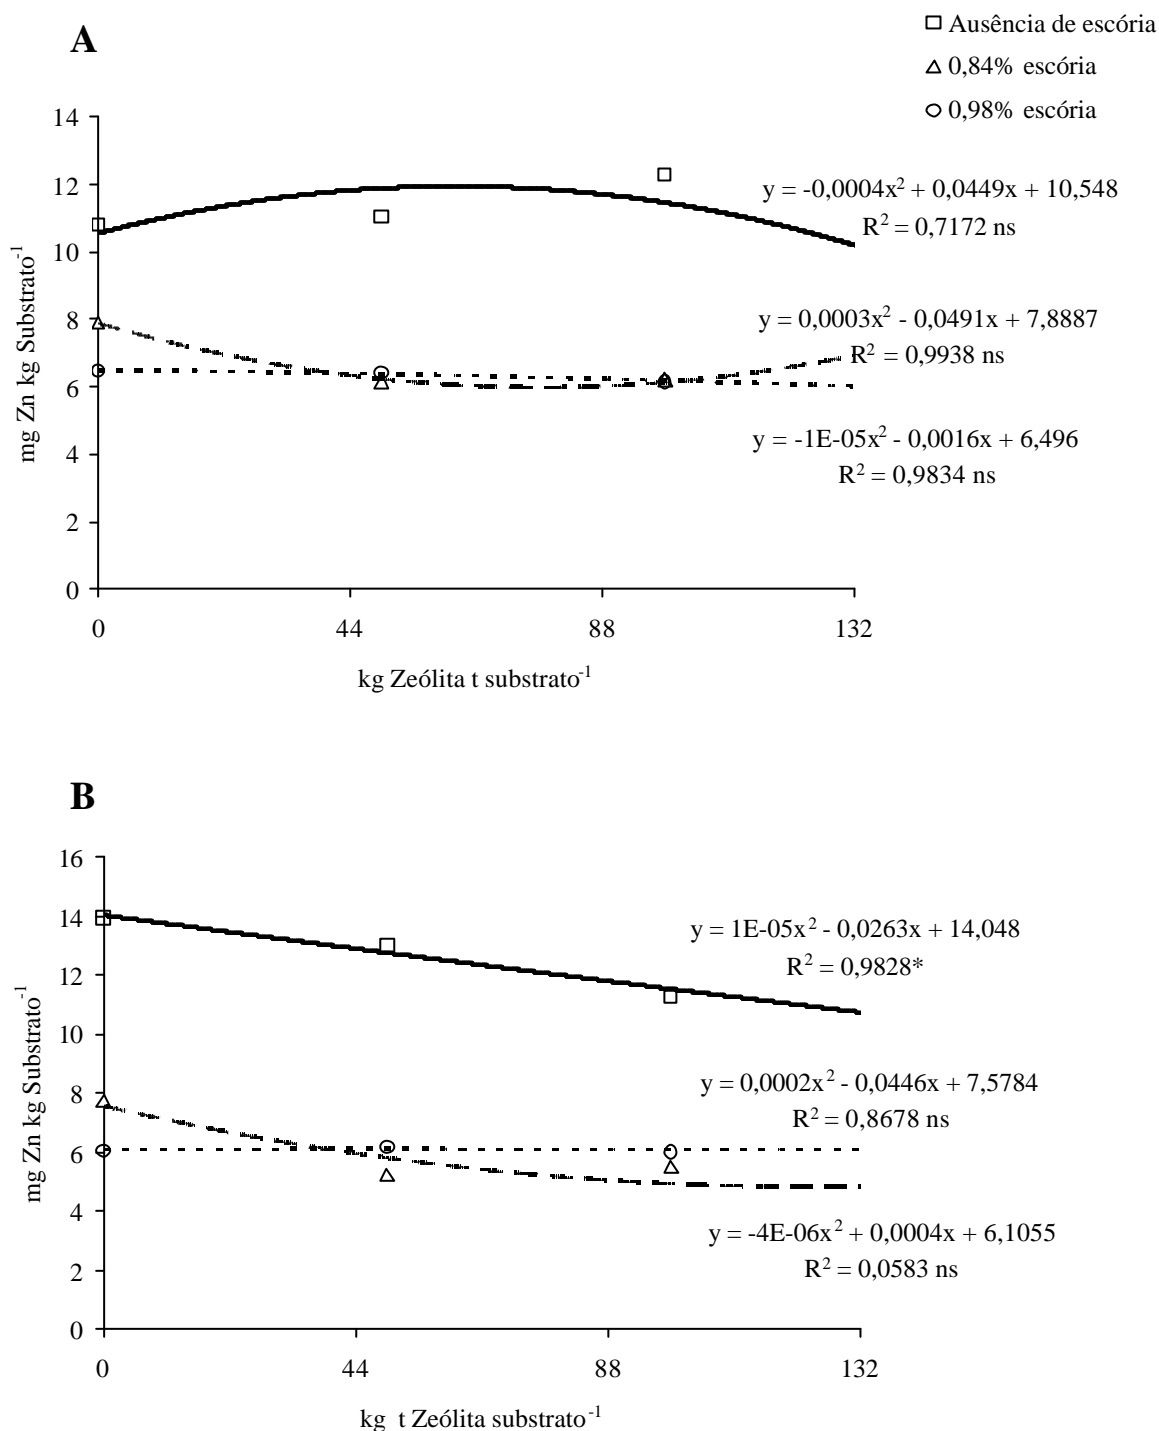 A
Ausência de escória
0,84% escória
0,98% escória
14
12
10
8
6
4
2
0
mg Zn kg Substrato⁻¹
y = -0,0004x² + 0,0449x + 10,548
R² = 0,7172 ns
y = 0,0003x² - 0,0491x + 7,8887
R² = 0,9938 ns
y = -1E-05x² - 0,0016x + 6,496
R² = 0,9834 ns
0 44 88 132
kg Zeólita t substrato⁻¹
B
16
14
12
10
8
6
4
2
0
mg Zn kg Substrato⁻¹
y = 1E-05x² - 0,0263x + 14,048
R² = 0,9828*
y = 0,0002x² - 0,0446x + 7,5784
R² = 0,8678 ns
y = -4E-06x² + 0,0004x + 6,1055
R² = 0,0583 ns
0 44 88 132
kg t Zeólita substrato⁻¹